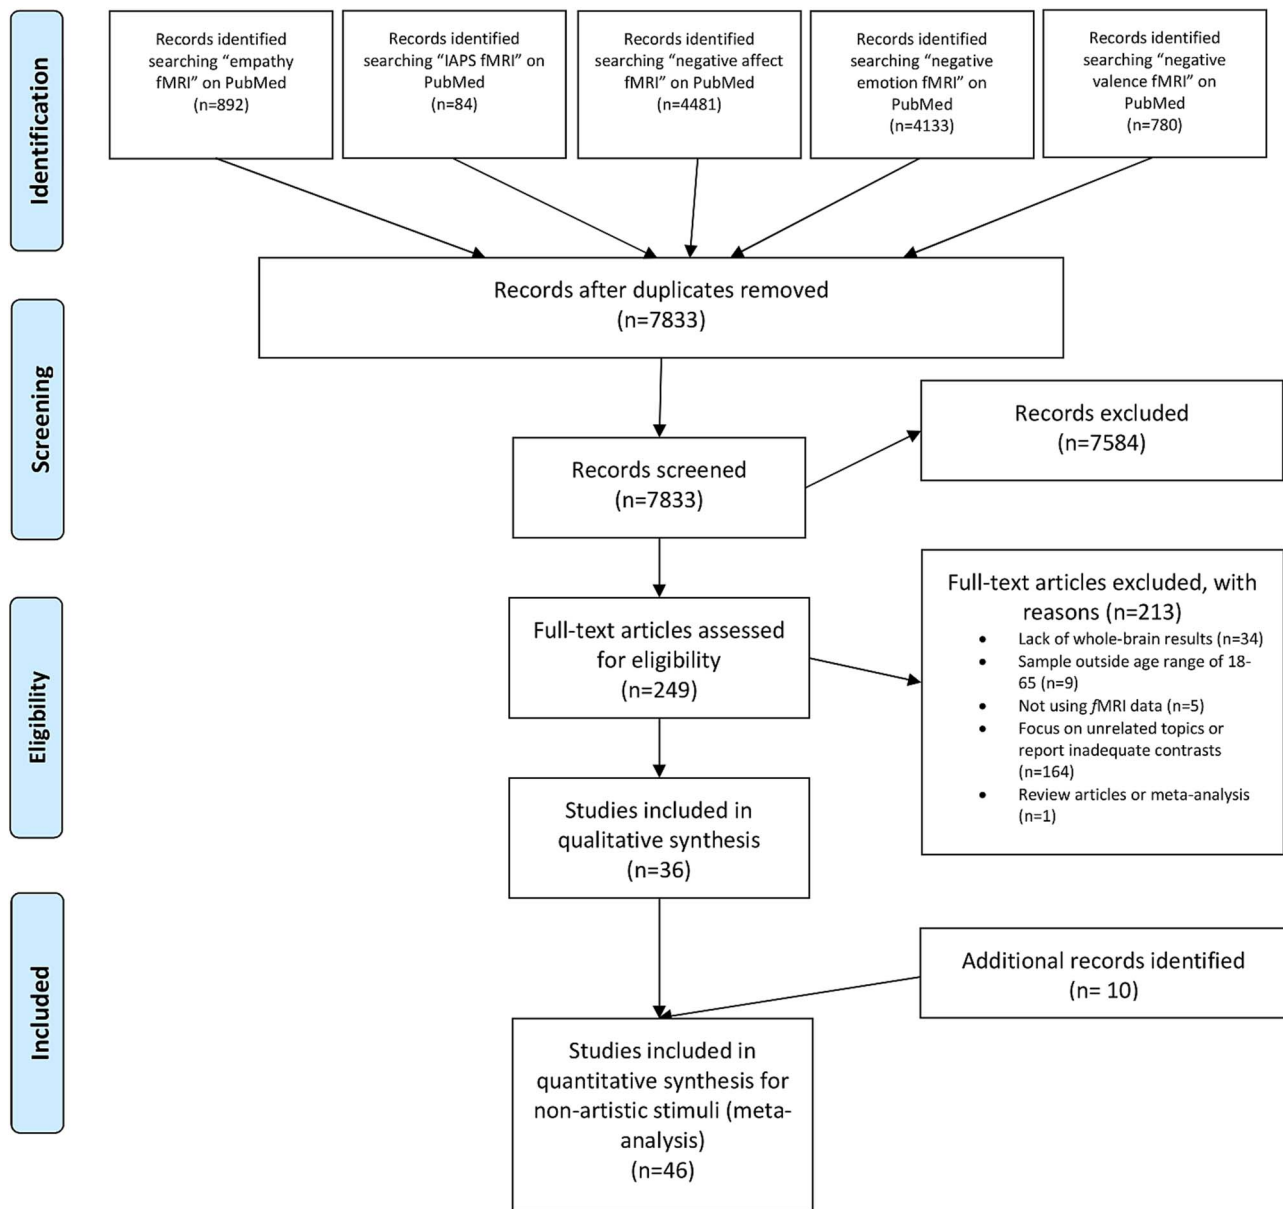 Identification
Records identified
searching “empathy
fMRI” on PubMed
(n=892)
Records identified
searching “IAPS fMRI” on
PubMed
(n=84)
Records identified
searching “negative affect
fMRI” on PubMed
(n=4481)
Records identified
searching “negative
emotion fMRI” on
PubMed
(n=4133)
Records identified
searching “negative
valence fMRI” on
PubMed
(n=780)
Records after duplicates removed
(n=7833)
Screening
Records screened
(n=7833)
Records excluded
(n=7584)
Eligibility
Full-text articles assessed
for eligibility
(n=249)
Full-text articles excluded, with
reasons (n=213)
• Lack of whole-brain results (n=34)
• Sample outside age range of 18-
65 (n=9)
• Not using fMRI data (n=5)
• Focus on unrelated topics or
report inadequate contrasts
(n=164)
• Review articles or meta-analysis
(n=1)
Studies included in
qualitative synthesis
(n=36)
Included
Additional records identified
(n= 10)
Studies included in
quantitative synthesis for
non-artistic stimuli (meta-
analysis)
(n=46)